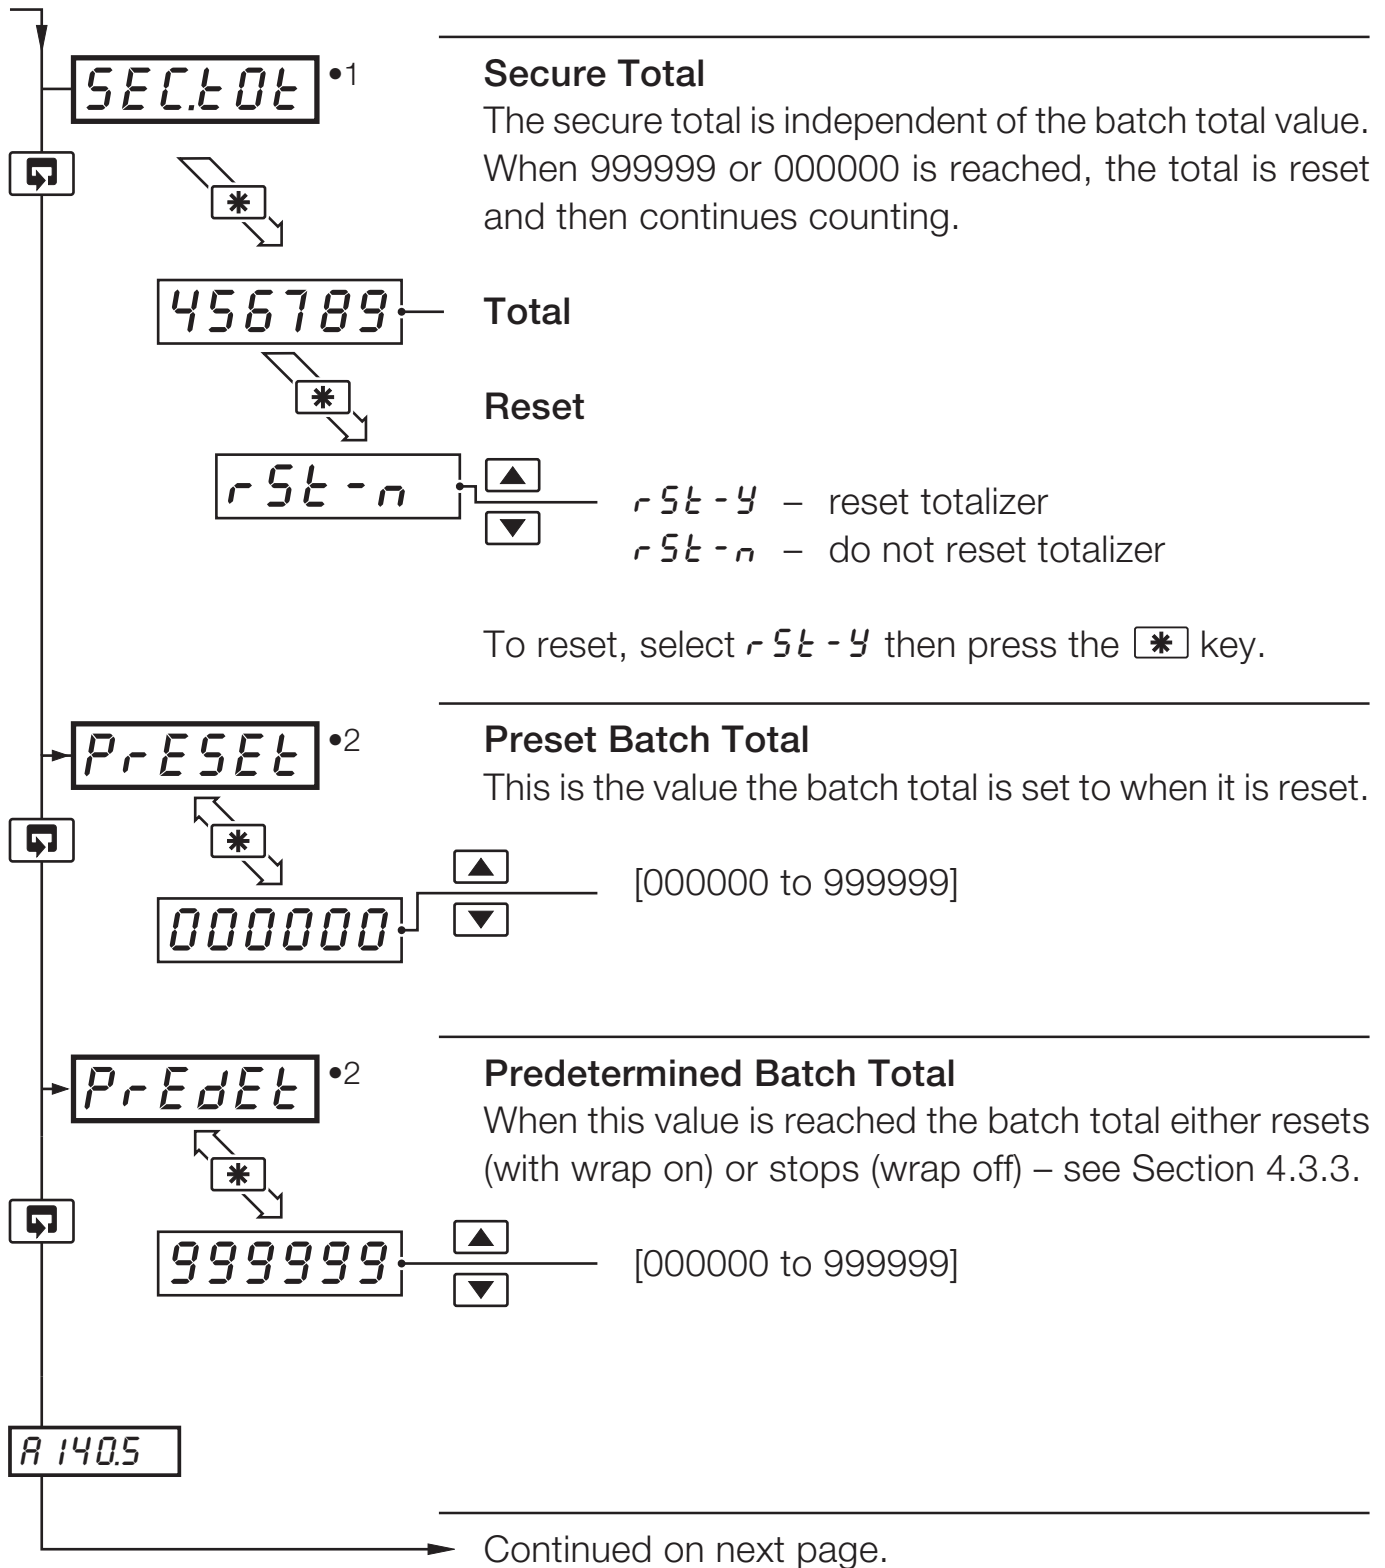 SEC.tOt •1
Secure Total
The secure total is independent of the batch total value.
When 999999 or 000000 is reached, the total is reset
and then continues counting.
456789
Total
Reset
rSt-n
rSt-Y – reset totalizer
rSt-n – do not reset totalizer
To reset, select rSt-Y then press the ✱ key.
PrESEt •2
Preset Batch Total
This is the value the batch total is set to when it is reset.
[000000 to 999999]
000000
PrEdEt •2
Predetermined Batch Total
When this value is reached the batch total either resets
(with wrap on) or stops (wrap off) – see Section 4.3.3.
999999
[000000 to 999999]
A 140.5
Continued on next page.